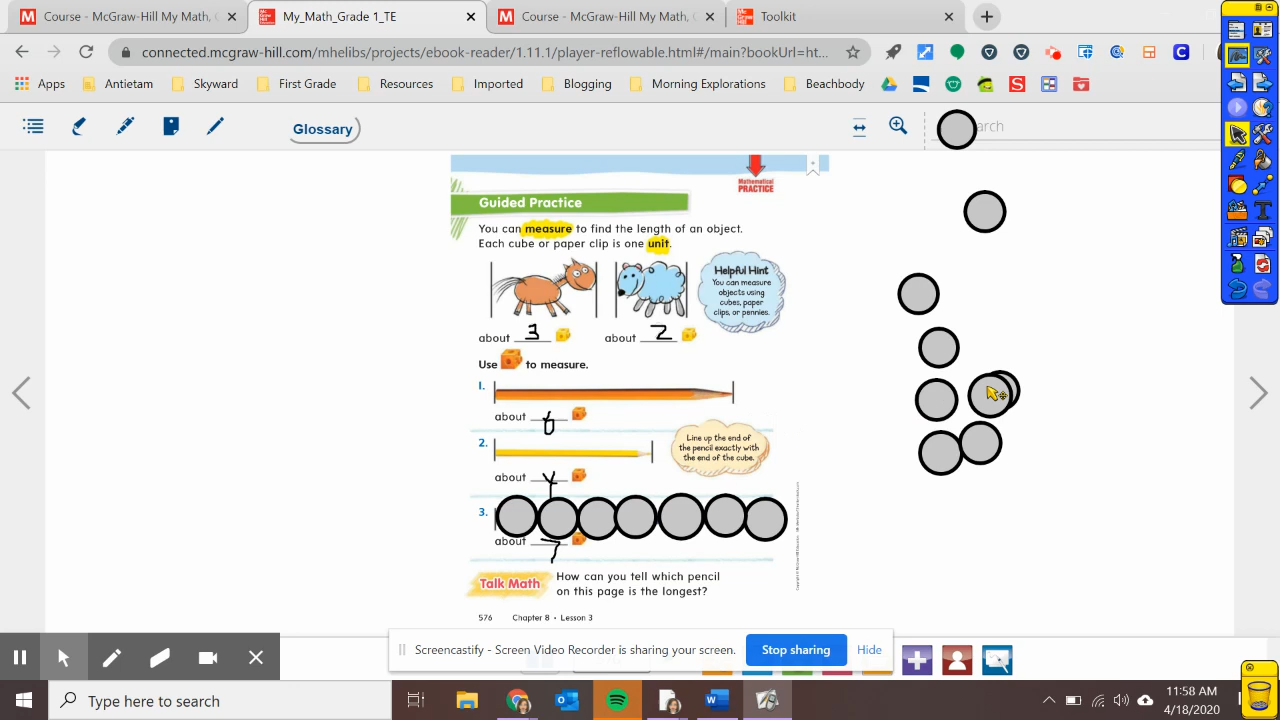 Course - McGraw-Hill My Math, G
My_Math_Grade 1_TE
Course - McGraw-Hill My Math, G
Toolkit
connected.mcgraw-hill.com/mhelibs/projects/ebook-reader/1.11.0/player-reflowable.html#/main?bookUrl=int...
Apps
Antietam
Skyward
First Grade
Resources
Imported
Blogging
Morning Explorations
Beachbody
Glossary
arch
Mathematical
PRACTICE
Guided Practice
You can measure to find the length of an object.
Each cube or paper clip is one unit.
Helpful Hint
You can measure
objects using
cubes, paper
clips, or pennies.
about 3
about 2
Use to measure.
1.
about 6
2.
Line up the end of
the pencil exactly with
the end of the cube.
about 4
3.
about 7
Talk Math
How can you tell which pencil
on this page is the longest?
576 Chapter 8 • Lesson 3
Screencastify - Screen Video Recorder is sharing your screen.
Stop sharing
Hide
Type here to search
11:58 AM
4/18/2020